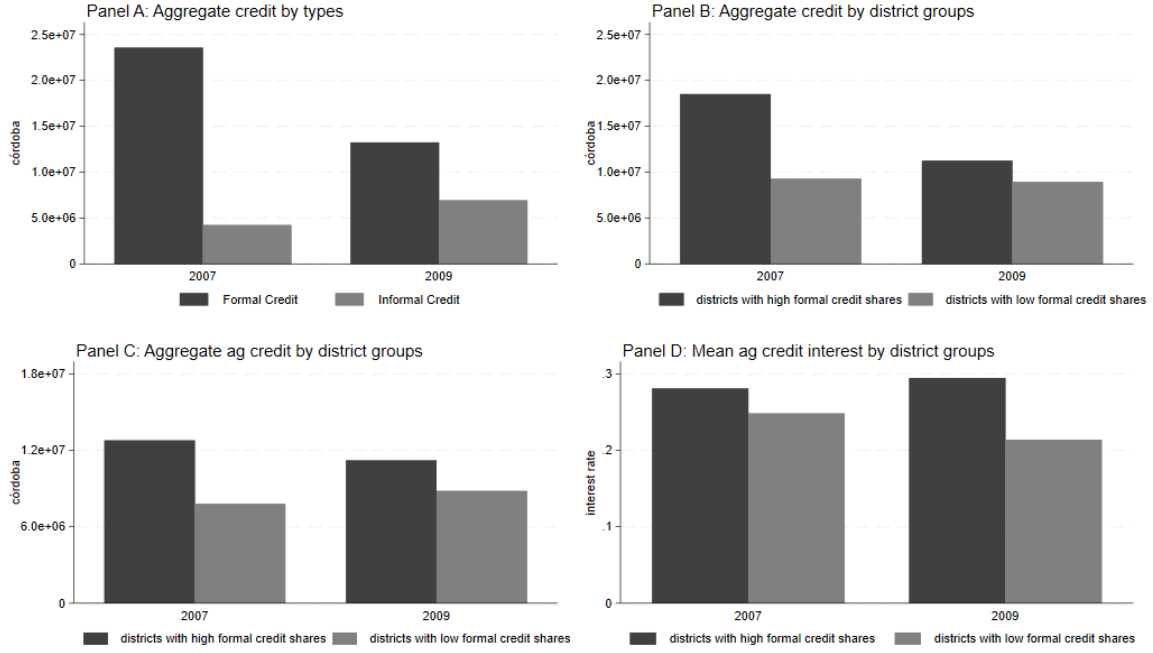 Panel A: Aggregate credit by types
2.5e+07
2.0e+07
1.5e+07
1.0e+07
5.0e+06
0
córdoba
2007
2009
Formal Credit
Informal Credit
Panel B: Aggregate credit by district groups
2.5e+07
2.0e+07
1.5e+07
1.0e+07
5.0e+06
0
córdoba
2007
2009
districts with high formal credit shares
districts with low formal credit shares
Panel C: Aggregate ag credit by district groups
1.8e+07
1.2e+07
6.0e+06
0
córdoba
2007
2009
districts with high formal credit shares
districts with low formal credit shares
Panel D: Mean ag credit interest by district groups
.3
.2
.1
0
interest rate
2007
2009
districts with high formal credit shares
districts with low formal credit shares